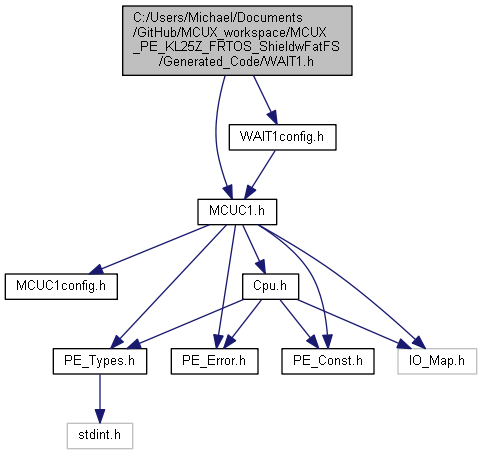 C:/Users/Michael/Documents
/GitHub/MCUX_workspace/MCUX
_PE_KL25Z_FRTOS_ShieldwFatFS
/Generated_Code/WAIT1.h
WAIT1config.h
MCUC1.h
MCUC1config.h
Cpu.h
PE_Types.h
PE_Error.h
PE_Const.h
IO_Map.h
stdint.h